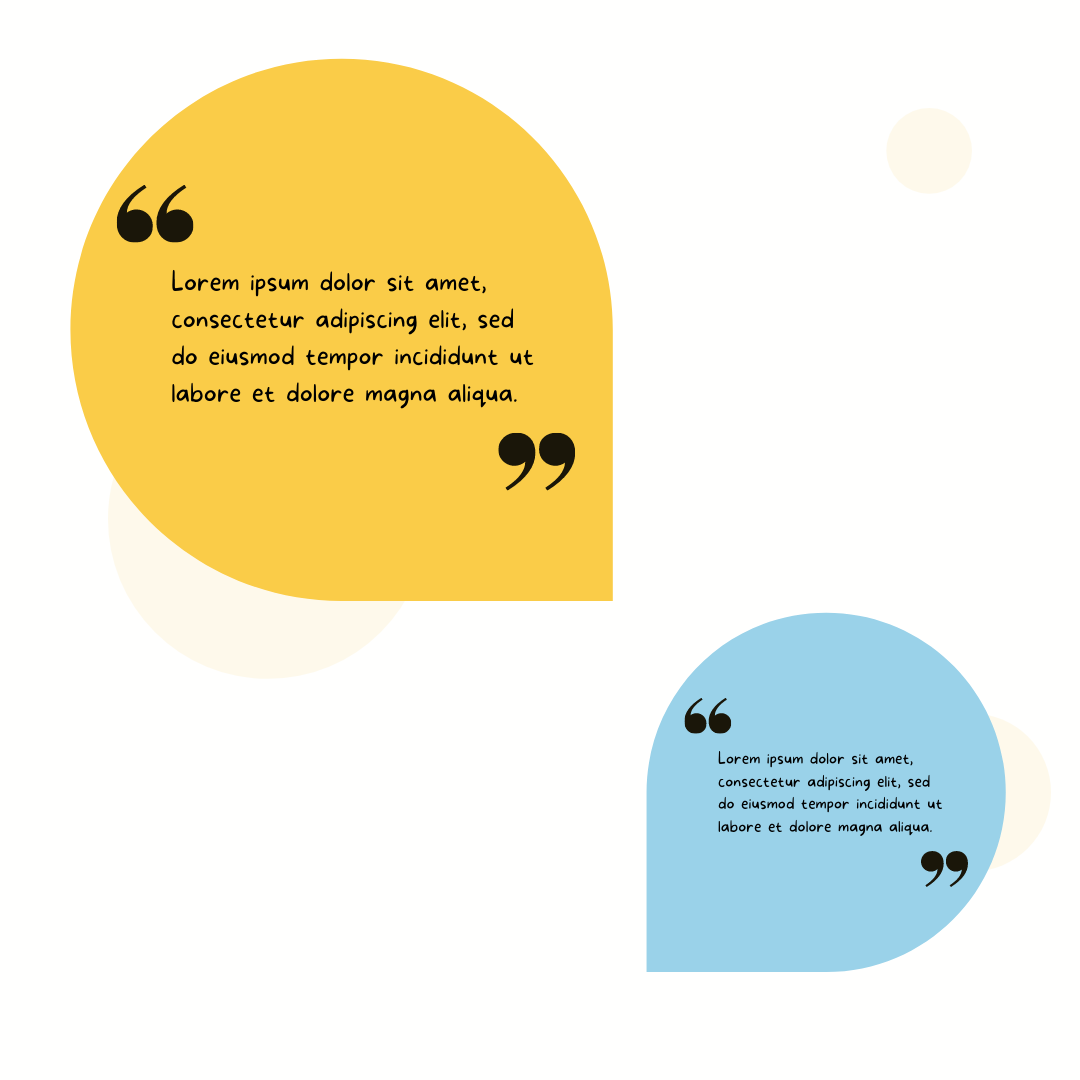 “
Lorem ipsum dolor sit amet,
consectetur adipiscing elit, sed
do eiusmod tempor incididunt ut
labore et dolore magna aliqua.
”
“
Lorem ipsum dolor sit amet,
consectetur adipiscing elit, sed
do eiusmod tempor incididunt ut
labore et dolore magna aliqua.
”